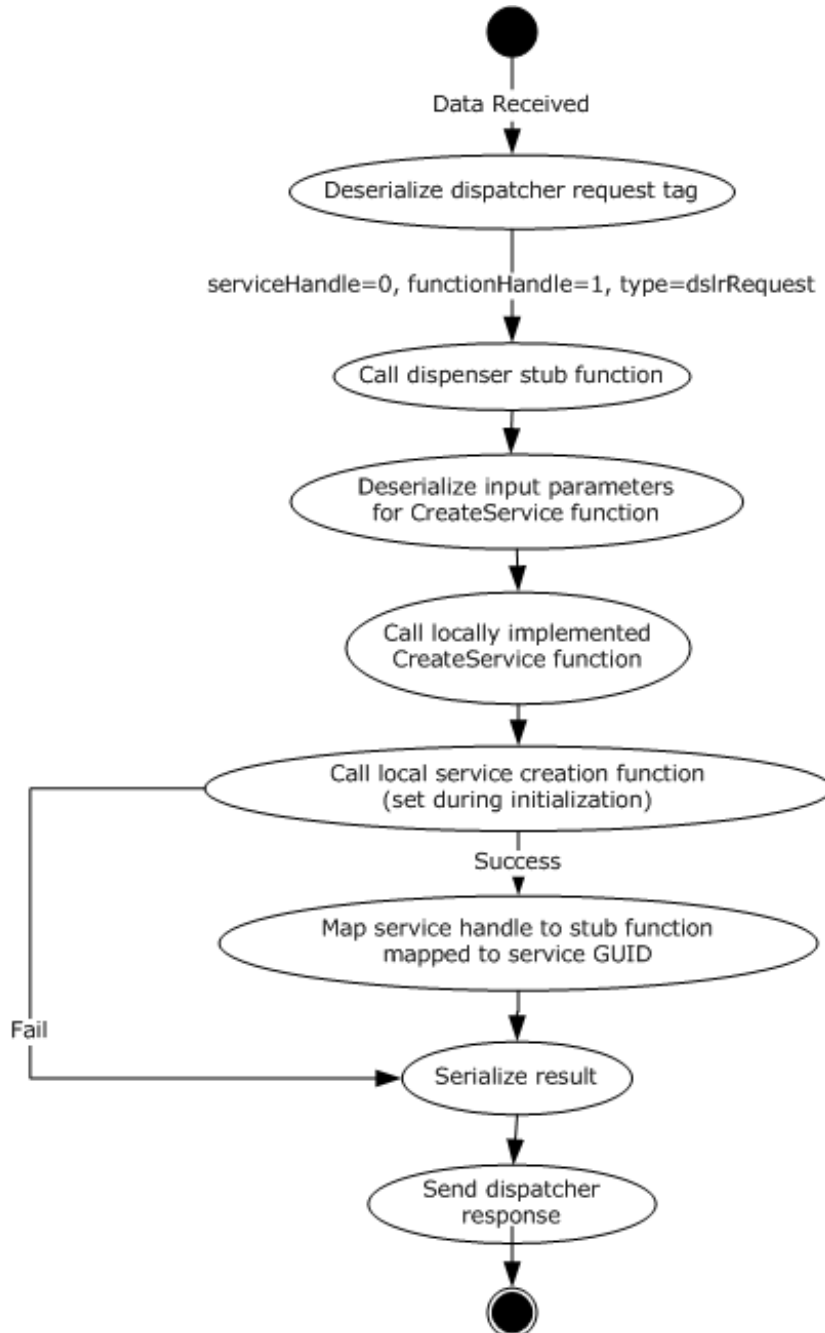 Data Received
Deserialize dispatcher request tag
serviceHandle=0, functionHandle=1, type=dslrRequest
Call dispenser stub function
Deserialize input parameters
for CreateService function
Call locally implemented
CreateService function
Call local service creation function
(set during initialization)
Success
Map service handle to stub function
mapped to service GUID
Fail
Serialize result
Send dispatcher
response